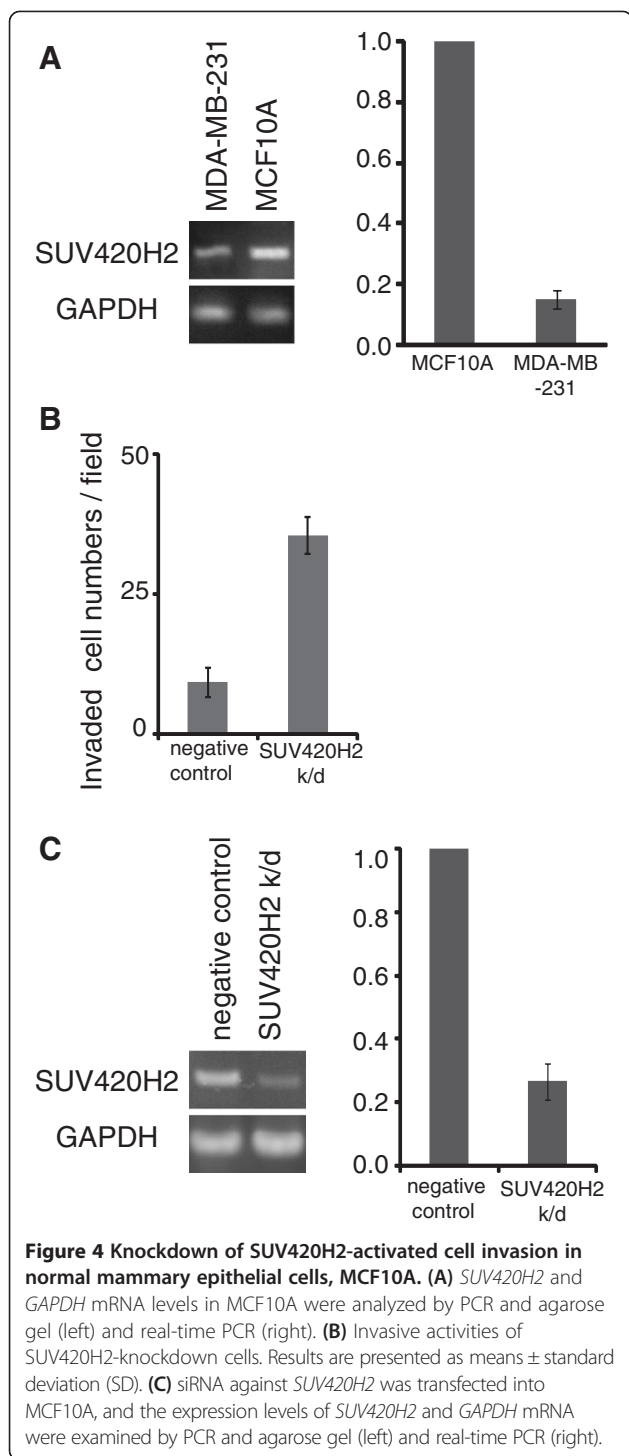 A
MDA-MB-231
MCF10A
SUV420H2
GAPDH
1.0
0.8
0.6
0.4
0.2
0.0
MCF10A
MDA-MB
-231
B
Invaded cell numbers / field
50
25
0
negative
control
SUV420H2
k/d
C
negative control
SUV420H2 k/d
SUV420H2
GAPDH
1.0
0.8
0.6
0.4
0.2
0.0
negative
control
SUV420H2
k/d
Figure 4 Knockdown of SUV420H2-activated cell invasion in
normal mammary epithelial cells, MCF10A. (A) SUV420H2 and
GAPDH mRNA levels in MCF10A were analyzed by PCR and agarose
gel (left) and real-time PCR (right). (B) Invasive activities of
SUV420H2-knockdown cells. Results are presented as means ± standard
deviation (SD). (C) siRNA against SUV420H2 was transfected into
MCF10A, and the expression levels of SUV420H2 and GAPDH mRNA
were examined by PCR and agarose gel (left) and real-time PCR (right).